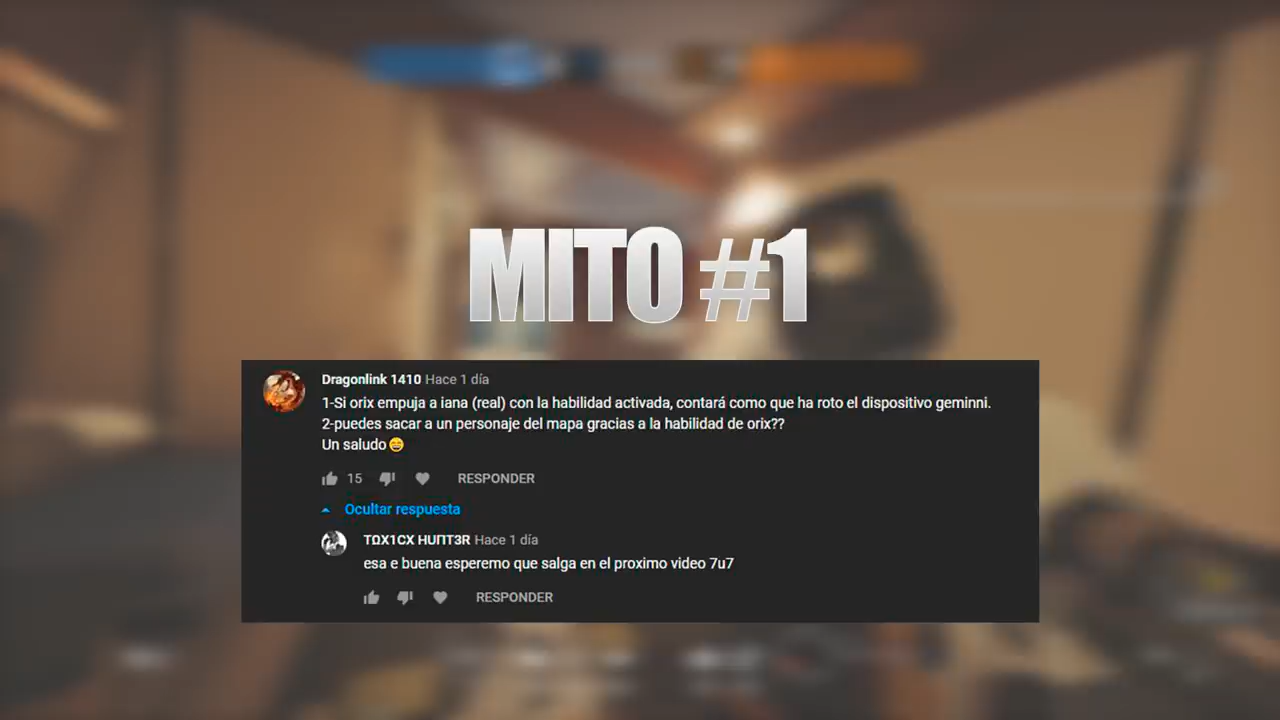 MITO #1
Dragonlink 1410 Hace 1 día
1-Si orix empuja a iana (real) con la habilidad activada, contará como que ha roto el dispositivo geminni.
2-puedes sacar a un personaje del mapa gracias a la habilidad de orix??
Un saludo😄
15 RESPONDER
Ocultar respuesta
TΩX1CX HUПT3R Hace 1 día
esa e buena esperemo que salga en el proximo video 7u7
RESPONDER